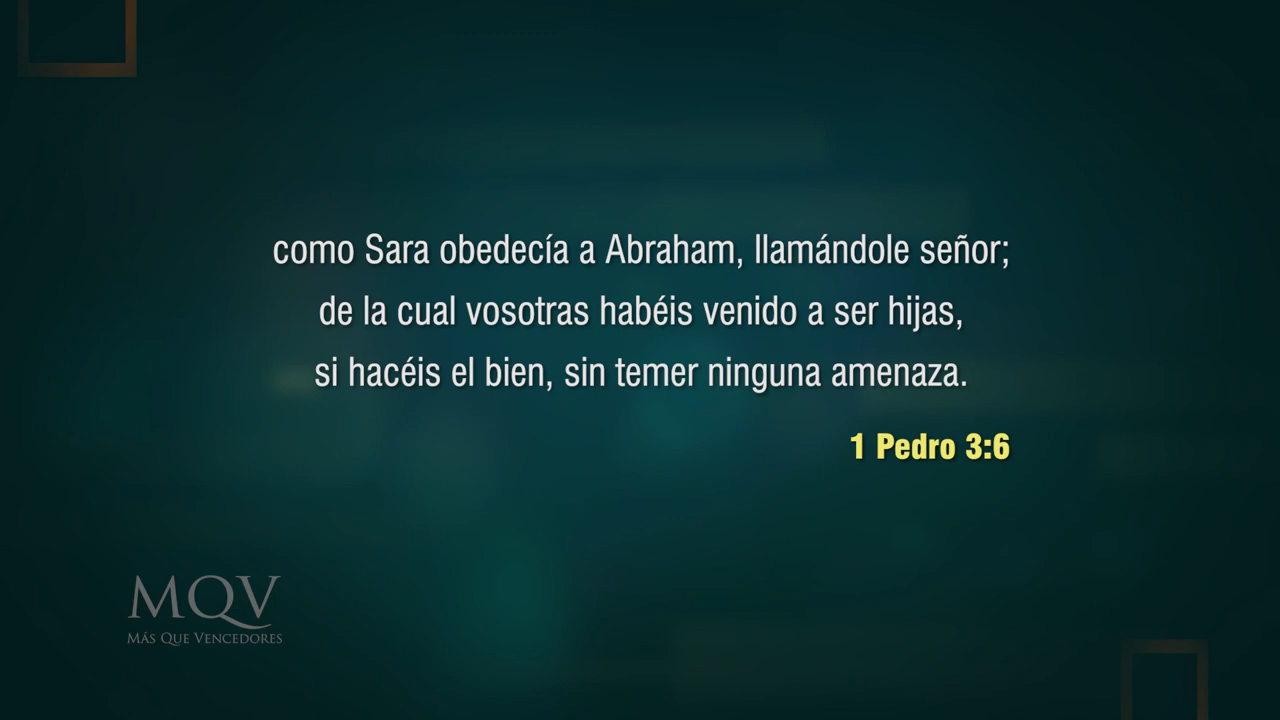 como Sara obedecía a Abraham, llamándole señor;
de la cual vosotras habéis venido a ser hijas,
si hacéis el bien, sin temer ninguna amenaza.
1 Pedro 3:6
MQV
MÁS QUE VENCEDORES